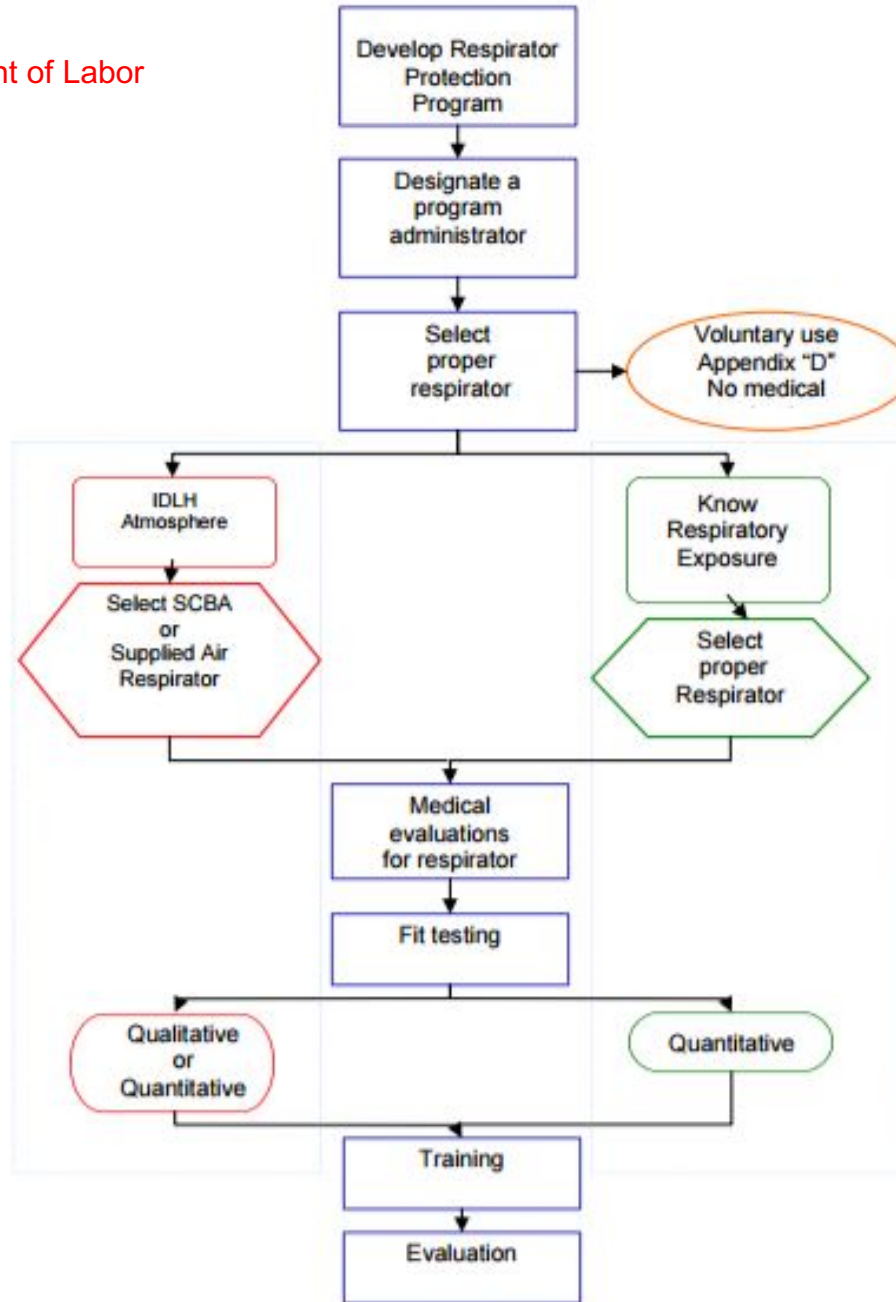 nt of Labor
Develop Respirator
Protection
Program
Designate a
program
administrator
Select
proper
respirator
Voluntary use
Appendix “D”
No medical
IDLH
Atmosphere
Know
Respiratory
Exposure
Select SCBA
or
Supplied Air
Respirator
Select
proper
Respirator
Medical
evaluations
for respirator
Fit testing
Qualitative
or
Quantitative
Quantitative
Training
Evaluation